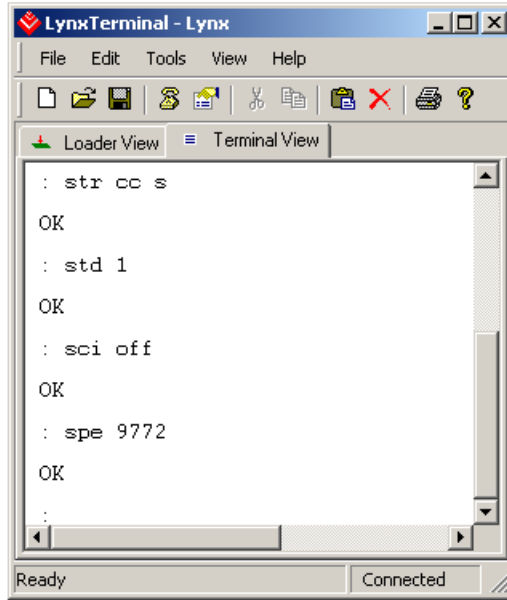 LynxTerminal - Lynx
File Edit Tools View Help
Loader View Terminal View
: str cc s
OK
: std 1
OK
: sci off
OK
: spe 9772
OK
:
Ready Connected